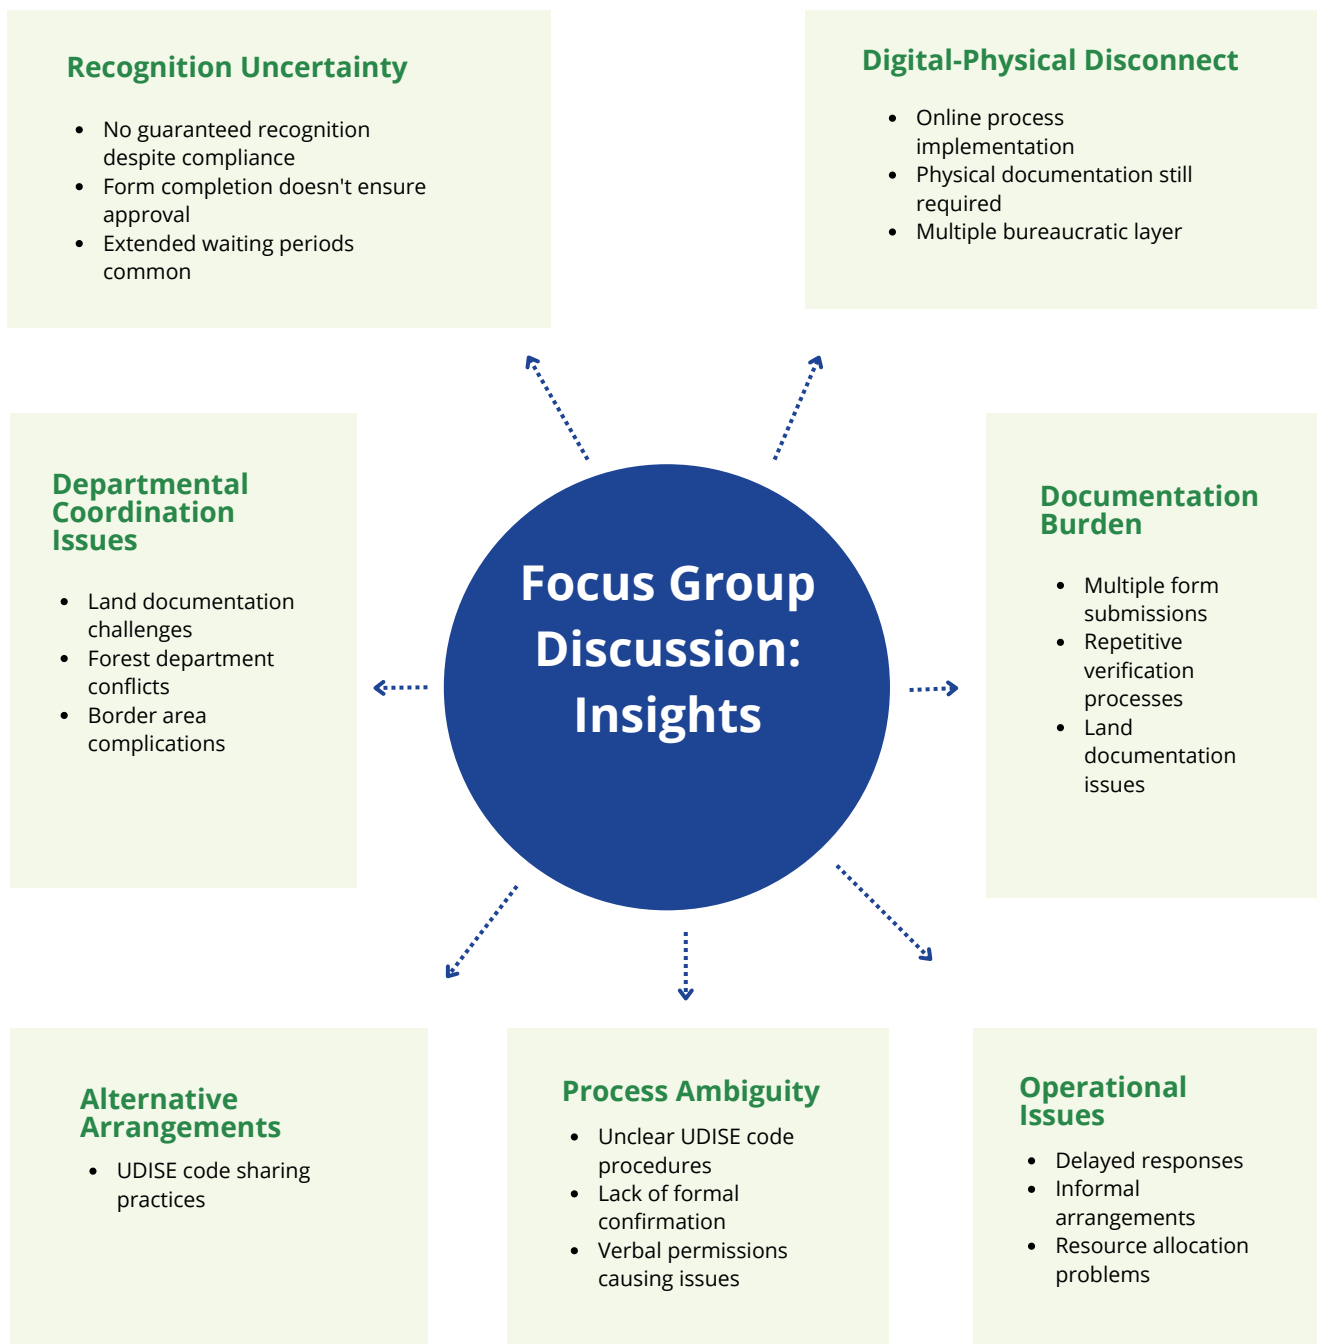 Recognition Uncertainty
• No guaranteed recognition
despite compliance
• Form completion doesn't ensure
approval
• Extended waiting periods
common
Digital-Physical Disconnect
• Online process
implementation
• Physical documentation still
required
• Multiple bureaucratic layer
Departmental
Coordination
Issues
• Land documentation
challenges
• Forest department
conflicts
• Border area
complications
Focus Group
Discussion:
Insights
Documentation
Burden
• Multiple form
submissions
• Repetitive
verification
processes
• Land
documentation
issues
Alternative
Arrangements
• UDISE code sharing
practices
Process Ambiguity
• Unclear UDISE code
procedures
• Lack of formal
confirmation
• Verbal permissions
causing issues
Operational
Issues
• Delayed responses
• Informal
arrangements
• Resource allocation
problems